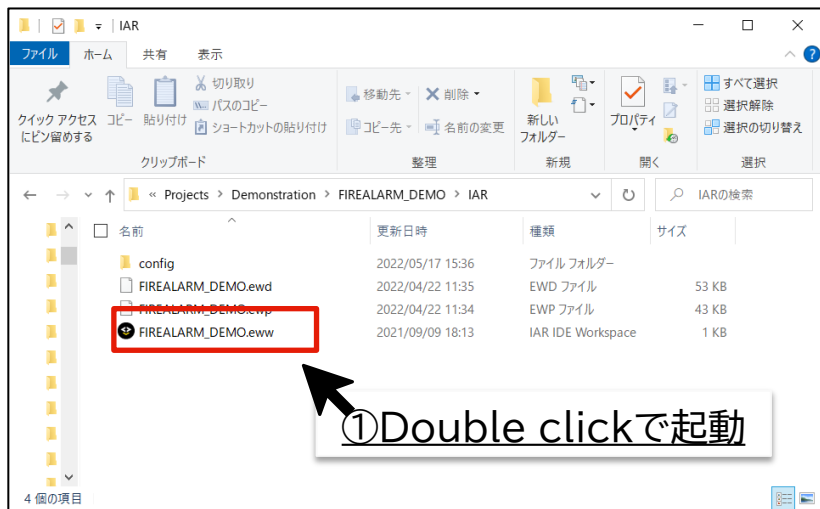 IAR
ファイル ホーム 共有 表示
クイック アクセス
にピン留めする
コピー
貼り付け
切り取り
パスのコピー
ショートカットの貼り付け
クリップボード
移動先
削除
コピー先
名前の変更
整理
新しい
フォルダー
新規
プロパティ
開く
すべて選択
選択解除
選択の切り替え
選択
« Projects > Demonstration > FIREALARM_DEMO > IAR
IARの検索
名前 更新日時 種類 サイズ
config 2022/05/17 15:36 ファイル フォルダー
FIREALARM_DEMO.ewd 2022/04/22 11:35 EWD ファイル 53 KB
FIREALARM_DEMO.ewp 2022/04/22 11:34 EWP ファイル 43 KB
FIREALARM_DEMO.eww 2021/09/09 18:13 IAR IDE Workspace 1 KB
①Double clickで起動
4 個の項目